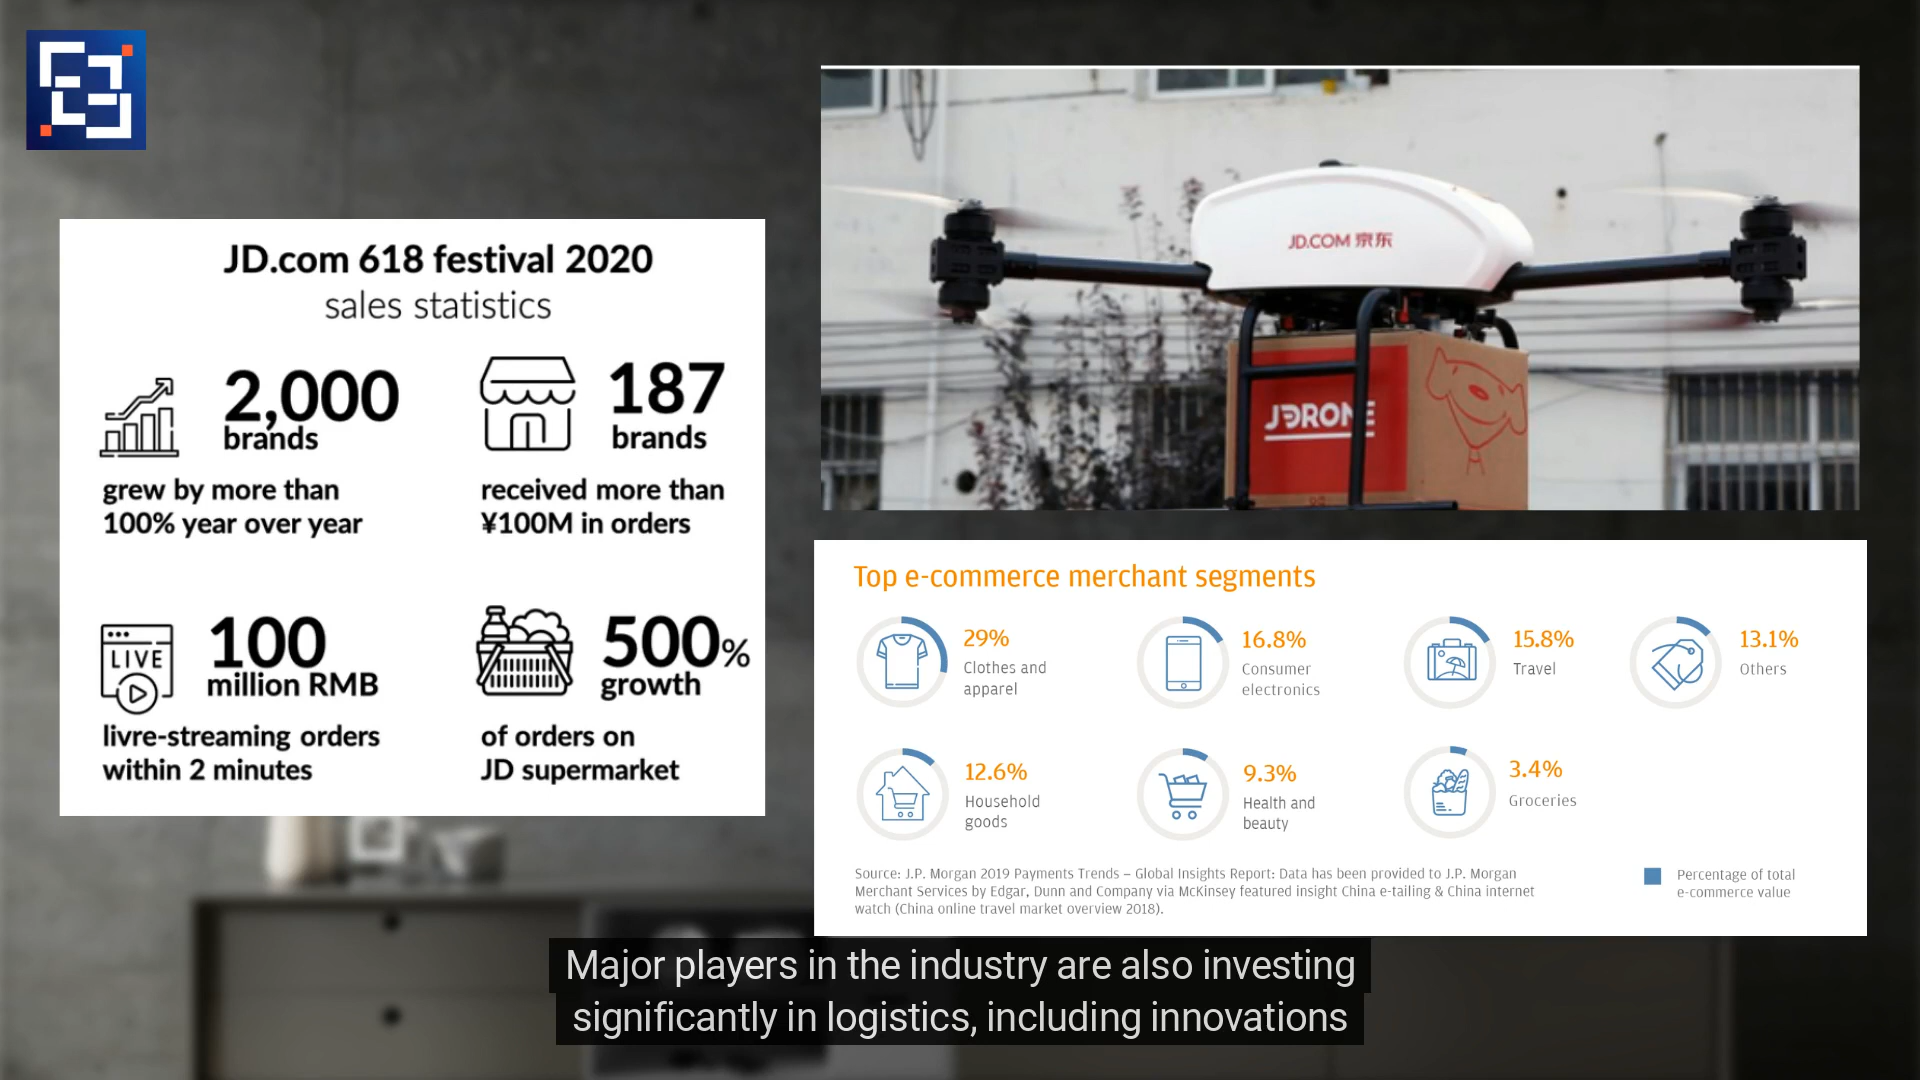 JD.com 618 festival 2020
sales statistics
2,000
brands
grew by more than
100% year over year
187
brands
received more than
¥100M in orders
LIVE
100
million RMB
livre-streaming orders
within 2 minutes
500%
growth
of orders on
JD supermarket
JD.COM 京东
JDRONE
Top e-commerce merchant segments
29%
Clothes and
apparel
16.8%
Consumer
electronics
15.8%
Travel
13.1%
Others
12.6%
Household
goods
9.3%
Health and
beauty
3.4%
Groceries
Source: J.P. Morgan 2019 Payments Trends – Global Insights Report: Data has been provided to J.P. Morgan
Merchant Services by Edgar, Dunn and Company via McKinsey featured insight China e-tailing & China internet
watch (China online travel market overview 2018).
Percentage of total
e-commerce value
Major players in the industry are also investing
significantly in logistics, including innovations